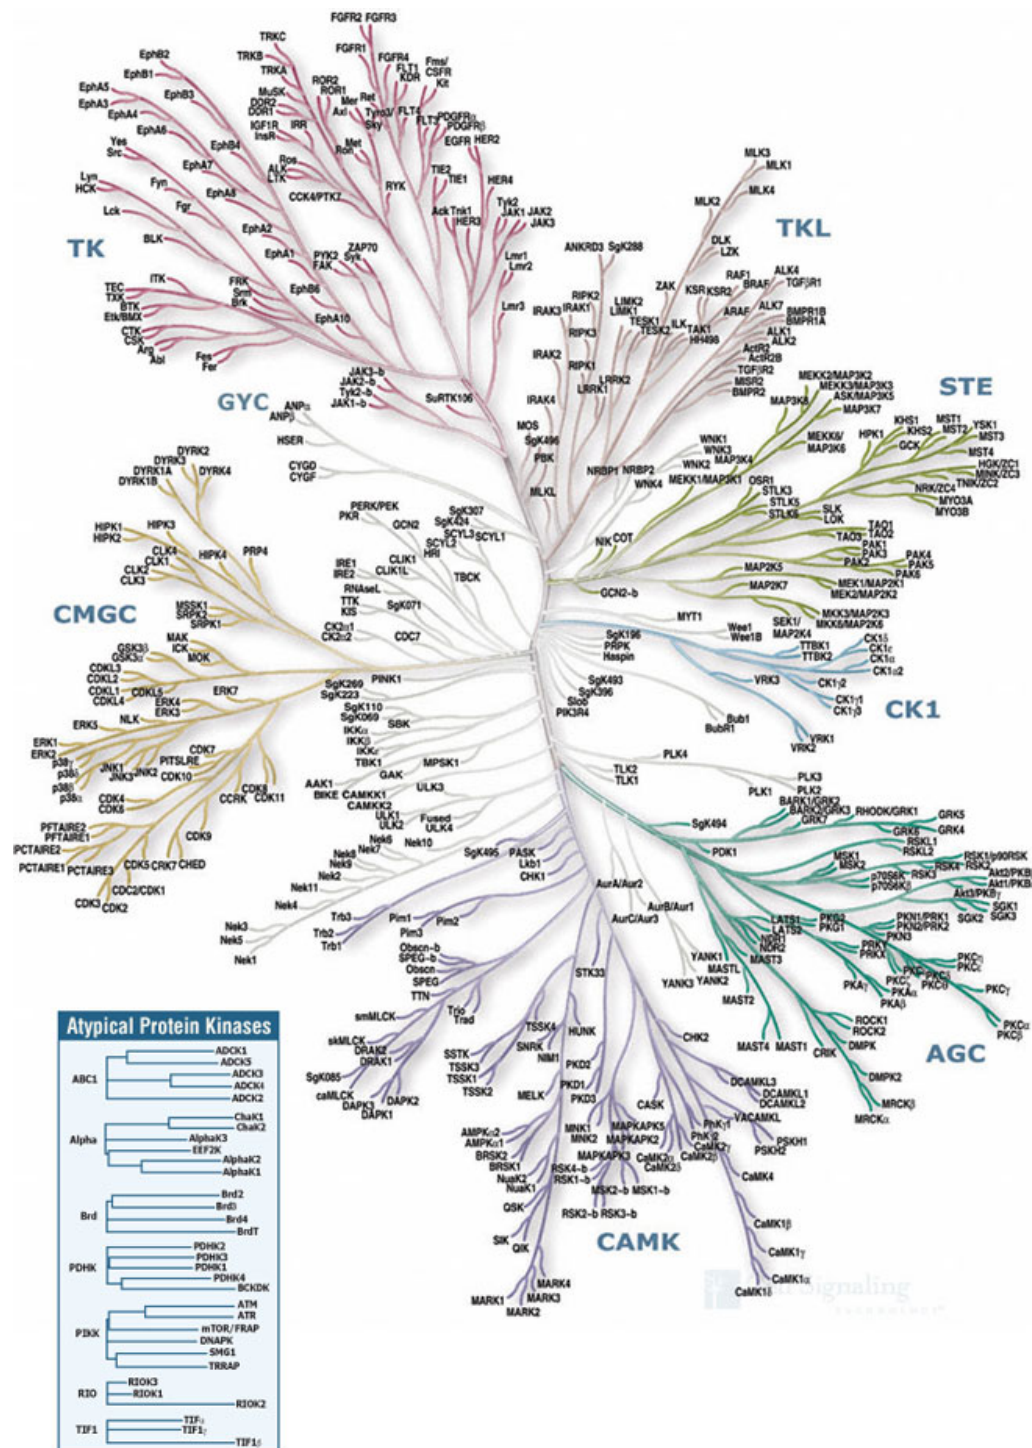 TK
FGFR2 FGFR3
TRKC
FGFR1
TRKB
FGFR4
Fms/
CSFR
EphB2
TRKA
FLT1
KDR
Kit
EphB1
ROR2
ROR1
MuSK
Mer
Ret
Axl
Tyro3/
Sky
FLT4
EphA5
EphA3
EphB3
DDR2
DDR1
IRR
IGF1R
InsR
PDGFRα
PDGFRβ
EphA4
EphA6
EGFR
HER2
Met
Ron
Yes
Src
EphB4
Ros
ALK
LTK
RYK
TIE2
TIE1
HER4
EphA7
Lyn
HCK
Fyn
EphA8
CCK4/PTK7
Tyk2
JAK1
JAK2
JAK3
Ack
Tnk1
HER3
Lck
Fgr
EphA2
BLK
EphA1
PYK2
FAK
ZAP70
Syk
Lmr1
Lmr2
ITK
FRK
Srm
Brk
EphB6
TEC
TXK
BTK
Etk/BMX
EphA10
Lmr3
CTK
CSK
Arg
Abl
Fes
Fer
JAK3~b
JAK2~b
Tyk2~b
JAK1~b
SuRTK106
TKL
MLK3
MLK1
MLK4
MLK2
ANKRD3
SgK288
DLK
LZK
ZAK
KSR1
KSR2
RAF1
BRAF
ARAF
ALK4
TGFβR1
ALK7
BMPR1B
BMPR1A
ALK1
ALK2
IRAK3
IRAK1
RIPK2
RIPK3
LIMK2
LIMK1
TESK1
TESK2
ILK
TAK1
HH498
ActR2
ActR2B
TGFβR2
MISR2
BMPR2
IRAK2
RIPK1
LRRK2
LRRK1
IRAK4
MOS
SgK496
PBK
MLKL
NRBP1
NRBP2
WNK1
WNK3
WNK2
WNK4
STE
MEKK2/MAP3K2
MEKK3/MAP3K3
ASK/MAP3K5
MAP3K8
MAP3K7
MEKK6/
MAP3K6
MAP3K4
MEKK1/MAP3K1
KHS1
KHS2
HPK1
GCK
MST1
MST2
YSK1
MST3
MST4
HGK/ZC1
MINK/ZC3
TNIK/ZC2
NRK/ZC4
MYO3A
MYO3B
OSR1
STLK3
STLK5
STLK6
SLK
LOK
TAO1
TAO2
TAO3
PAK1
PAK3
PAK2
PAK4
PAK5
PAK6
NIK
COT
MAP2K5
MAP2K7
MEK1/MAP2K1
MEK2/MAP2K2
GCN2~b
MKK3/MAP2K3
MKK6/MAP2K6
SEK1/
MAP2K4
GYC
ANPα
ANPβ
HSER
CYGD
CYGF
PERK/PEK
PKR
GCN2
SgK307
SgK424
SCYL3
SCYL2
SCYL1
HRI
CLIK1
CLIK1L
TBCK
IRE1
IRE2
RNAseL
TTK
KIS
SgK071
CK2α1
CK2α2
CDC7
PINK1
CMGC
DYRK2
DYRK3
DYRK1A
DYRK1B
DYRK4
HIPK1
HIPK3
HIPK2
CLK4
CLK1
HIPK4
PRP4
CLK2
CLK3
MSSK1
SRPK2
SRPK1
MAK
ICK
MOK
GSK3β
GSK3α
CDKL3
CDKL2
CDKL1
CDKL5
CDKL4
ERK7
ERK4
ERK3
NLK
ERK5
ERK1
ERK2
p38γ
p38δ
p38β
p38α
JNK1
JNK3
JNK2
CDK7
PITSLRE
CDK10
CDK4
CDK6
CCRK
CDK8
CDK11
PFTAIRE2
PFTAIRE1
PCTAIRE2
PCTAIRE1
PCTAIRE3
CDK9
CDK5
CRK7
CHED
CDC2/CDK1
CDK3
CDK2
CK1
MYT1
Wee1
Wee1B
TTBK1
TTBK2
CK1δ
CK1ε
CK1α
CK1α2
CK1γ2
CK1γ1
CK1γ3
VRK3
VRK1
VRK2
SgK196
PRPK
Haspin
SgK493
SgK396
Slob
PIK3R4
Bub1
BubR1
SgK269
SgK223
SgK110
SgK069
SBK
IKKα
IKKβ
IKKε
TBK1
MPSK1
GAK
AAK1
BIKE
CAMKK1
CAMKK2
ULK3
ULK1
ULK2
Fused
ULK4
Nek10
Nek8
Nek7
Nek9
Nek6
Nek2
Nek11
Nek4
Nek3
Nek5
Nek1
PLK4
TLK2
TLK1
PLK3
PLK1
PLK2
AGC
SgK494
PDK1
BARK1/GRK2
BARK2/GRK3
RHODK/GRK1
GRK5
GRK7
GRK6
GRK4
RSKL1
RSKL2
MSK1
MSK2
RSK1/p90RSK
RSK4
RSK2
RSK3
p70S6K
p70S6Kβ
Akt2/PKB
Akt1/PKB
Akt3/PKBγ
SGK1
SGK2
SGK3
LATS1
LATS2
NDR1
NDR2
MAST3
PKG2
PKG1
PKN1/PRK1
PKN2/PRK2
PKN3
PRKY
PRKX
PKCη
PKCε
PKCδ
PKCθ
PKCζ
PKAγ
PKAα
PKAβ
PKCγ
PKCα
PKCβ
YANK1
YANK2
YANK3
MASTL
MAST2
MAST4
MAST1
ROCK1
ROCK2
CRIK
DMPK
DMPK2
MRCKβ
MRCKα
AurA/Aur2
AurB/Aur1
AurC/Aur3
CAMK
SgK495
PASK
Lkb1
CHK1
Trb3
Trb2
Trb1
Pim1
Pim2
Pim3
Obscn~b
SPEG~b
Obscn
SPEG
TTN
STK33
smMLCK
Trio
Trad
skMLCK
DRAK2
DRAK1
SgK085
caMLCK
DAPK3
DAPK2
DAPK1
TSSK4
SNRK
HUNK
NIM1
SSTK
TSSK3
TSSK1
TSSK2
CHK2
PKD2
PKD1
PKD3
MELK
DCAMKL3
DCAMKL1
DCAMKL2
CASK
VACAMKL
MNK1
MNK2
MAPKAPK5
MAPKAPK2
MAPKAPK3
PhKγ1
PhKγ2
PSKH1
PSKH2
AMPKα2
AMPKα1
BRSK2
BRSK1
CaMK2α
CaMK2δ
CaMK2γ
CaMK2β
CaMK4
NuaK2
NuaK1
RSK4~b
RSK1~b
MSK2~b
MSK1~b
RSK2~b
RSK3~b
QSK
SIK
QIK
CaMK1β
CaMK1γ
CaMK1α
CaMK1δ
MARK4
MARK3
MARK1
MARK2
Signaling
TECHNOLOGY
Atypical Protein Kinases
ABC1
ADCK1
ADCK5
ADCK3
ADCK4
ADCK2
Alpha
ChaK1
ChaK2
AlphaK3
EEF2K
AlphaK2
AlphaK1
Brd
Brd2
Brd3
Brd4
BrdT
PDHK
PDHK2
PDHK3
PDHK1
PDHK4
BCKDK
PIKK
ATM
ATR
mTOR/FRAP
DNAPK
SMG1
TRRAP
RIO
RIOK3
RIOK1
RIOK2
TIF1
TIFα
TIF1γ
TIF1β